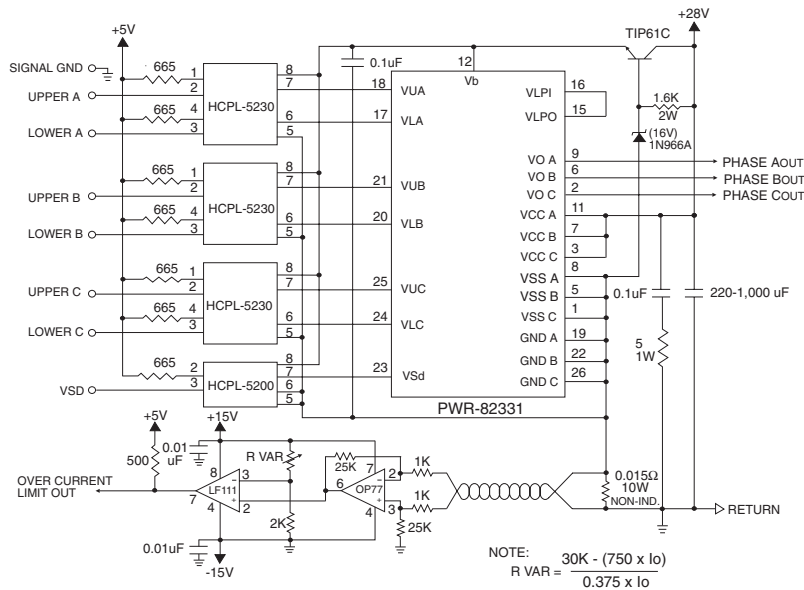 +28V
TIP61C
+5V
SIGNAL GND
665
1
2
8
7
HCPL-5230
UPPER A
665
4
3
6
5
LOWER A
0.1uF
12
Vb
18
VUA
17
VLA
VLPI
16
VLPO
15
1.6K
2W
(16V)
1N966A
VO A
9
PHASE AOUT
VO B
6
PHASE BOUT
VO C
2
PHASE COUT
665
1
2
8
7
HCPL-5230
UPPER B
665
4
3
6
5
LOWER B
21
VUB
20
VLB
VCC A
11
VCC B
7
VCC C
3
VSS A
8
VSS B
5
VSS C
1
GND A
19
GND B
22
GND C
26
665
1
2
8
7
HCPL-5230
UPPER C
665
4
3
6
5
LOWER C
25
VUC
24
VLC
0.1uF
220-1,000 uF
5
1W
665
2
3
8
7
6
5
HCPL-5200
VSD
23
VSd
PWR-82331
+5V
+15V
500
0.01
uF
8
R VAR
25K
7
2
1K
OVER CURRENT
LIMIT OUT
7
LF111
3
−
+
2
4
6
OP77
−
+
3
4
1K
2K
25K
0.01uF
-15V
0.015Ω
10W
NON-IND.
RETURN
NOTE:
R VAR = 30K - (750 x Io)
0.375 x Io